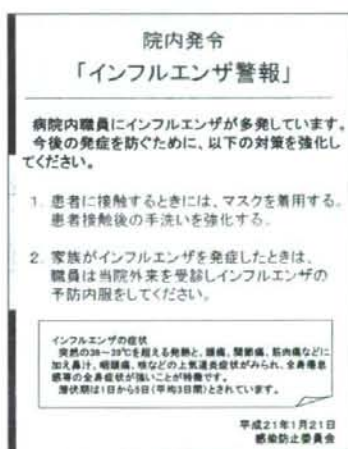 院内発令
「インフルエンザ警報」
病院内職員にインフルエンザが多発しています。
今後の発症を防ぐために、以下の対策を強化し
てください。
1. 患者に接触するときには、マスクを着用する。
患者接触後の手洗いを強化する。
2. 家族がインフルエンザを発症したときは、
職員は当院外来を受診しインフルエンザの
予防内服をしてください。
インフルエンザの症状
突然の38~39℃を超える発熱と、頭痛、関節痛、筋肉痛などに
加え鼻汁、咽頭痛、咳などの上気道炎症状がみられ、全身倦怠
感等の全身症状が強いことが特徴です。
潜伏期は1日から5日(平均3日間)とされています。
平成21年1月21日
感染防止委員会